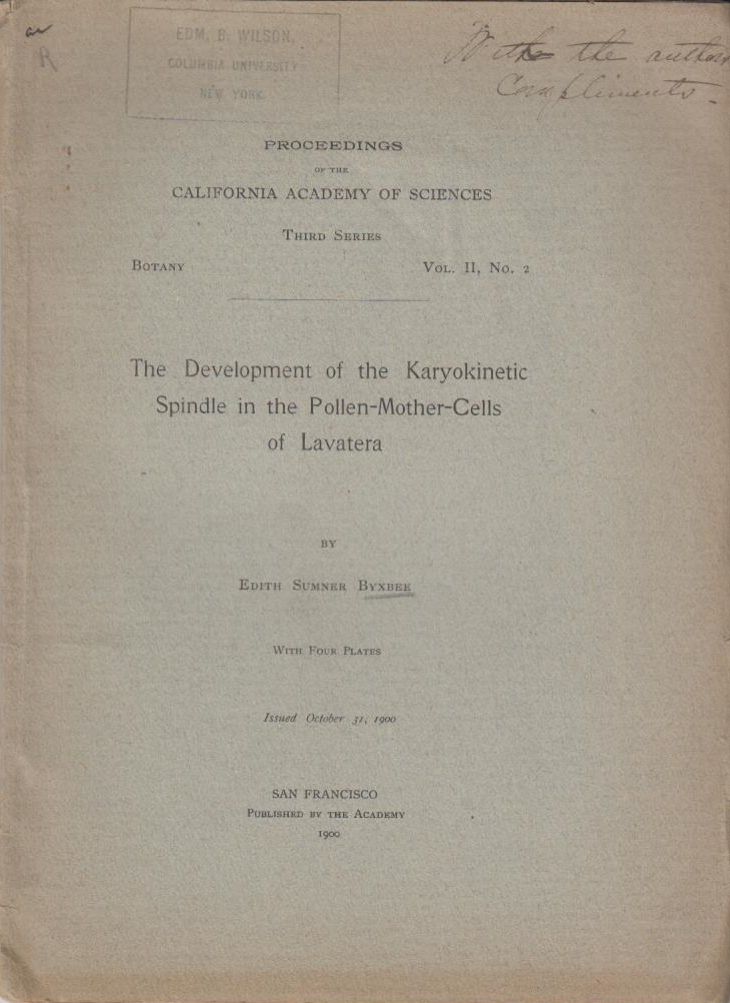 EDM. B. WILSON,
COLUMBIA UNIVERSITY
NEW YORK.
With the author
Compliments.
R
PROCEEDINGS
OF THE
CALIFORNIA ACADEMY OF SCIENCES
THIRD SERIES
BOTANY VOL. II, No. 2
The Development of the Karyokinetic
Spindle in the Pollen-Mother-Cells
of Lavatera
BY
EDITH SUMNER BYXBEE
WITH FOUR PLATES
Issued October 31, 1900
SAN FRANCISCO
PUBLISHED BY THE ACADEMY
1900